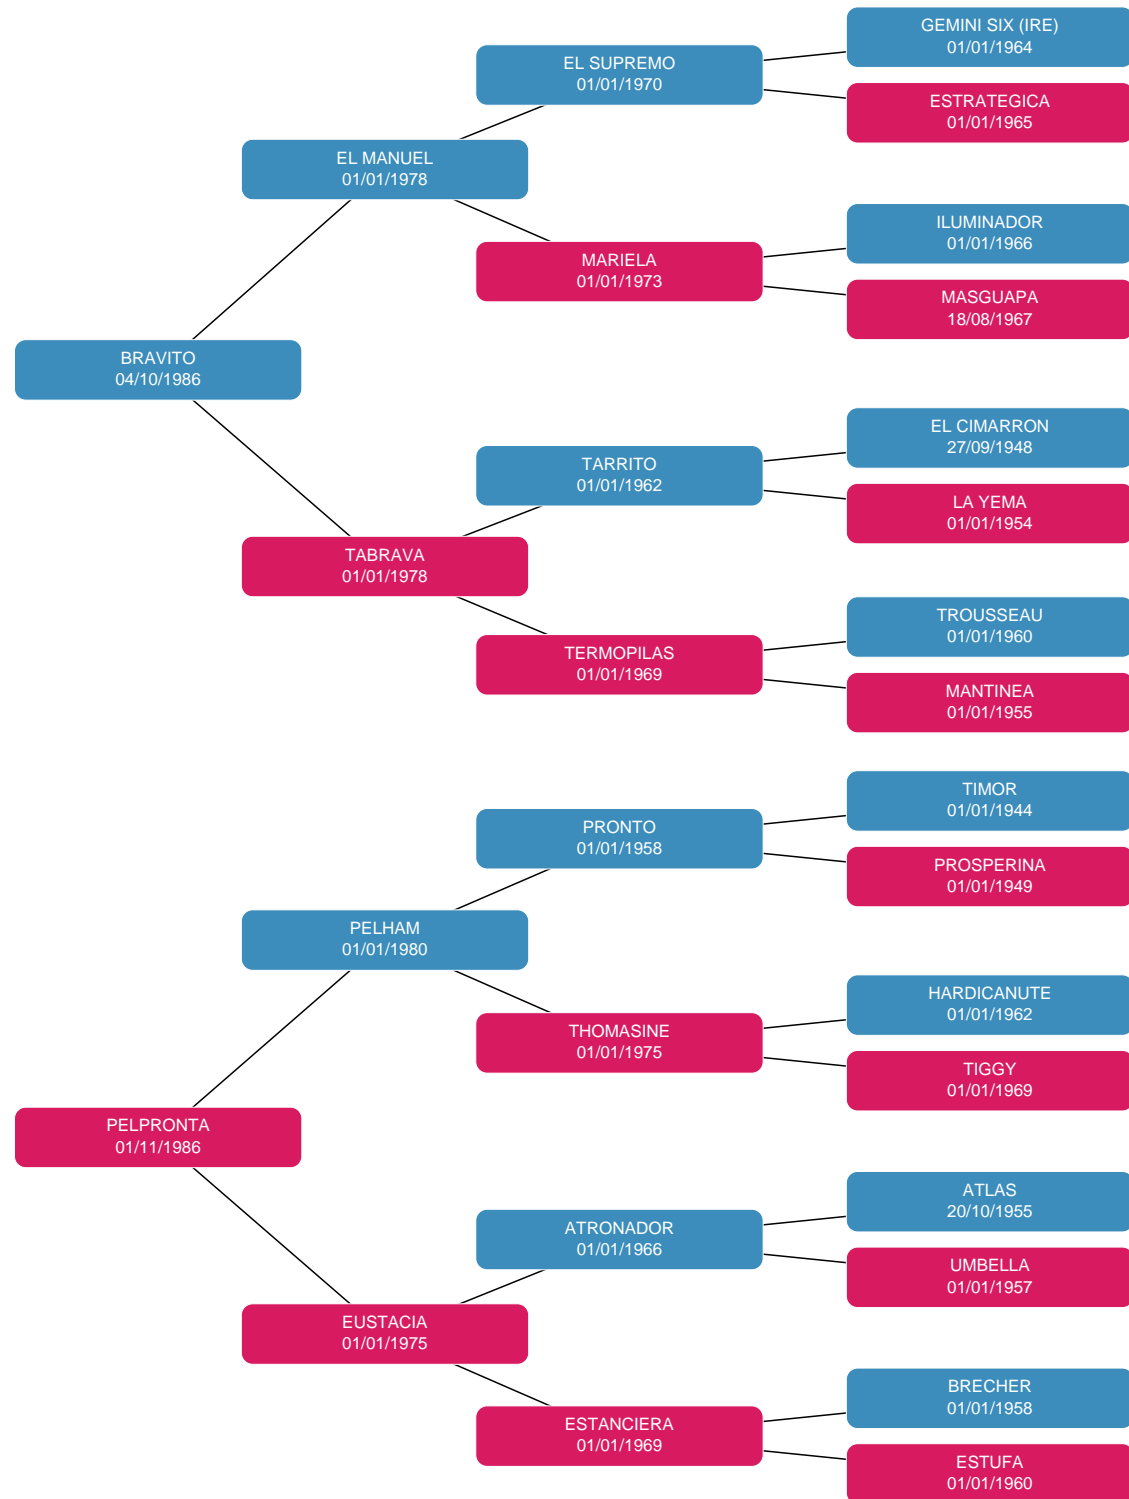 GEMINI SIX (IRE)
01/01/1964
EL SUPREMO
01/01/1970
ESTRATEGICA
01/01/1965
EL MANUEL
01/01/1978
ILUMINADOR
01/01/1966
MARIELA
01/01/1973
MASGUAPA
18/08/1967
BRAVITO
04/10/1986
EL CIMARRON
27/09/1948
TARRITO
01/01/1962
LA YEMA
01/01/1954
TABRAVA
01/01/1978
TROUSSEAU
01/01/1960
TERMOPILAS
01/01/1969
MANTINEA
01/01/1955
TIMOR
01/01/1944
PRONTO
01/01/1958
PROSPERINA
01/01/1949
PELHAM
01/01/1980
HARDICANUTE
01/01/1962
THOMASINE
01/01/1975
TIGGY
01/01/1969
PELPRONTA
01/11/1986
ATLAS
20/10/1955
ATRONADOR
01/01/1966
UMBELLA
01/01/1957
EUSTACIA
01/01/1975
BRECHER
01/01/1958
ESTANCIERA
01/01/1969
ESTUFA
01/01/1960